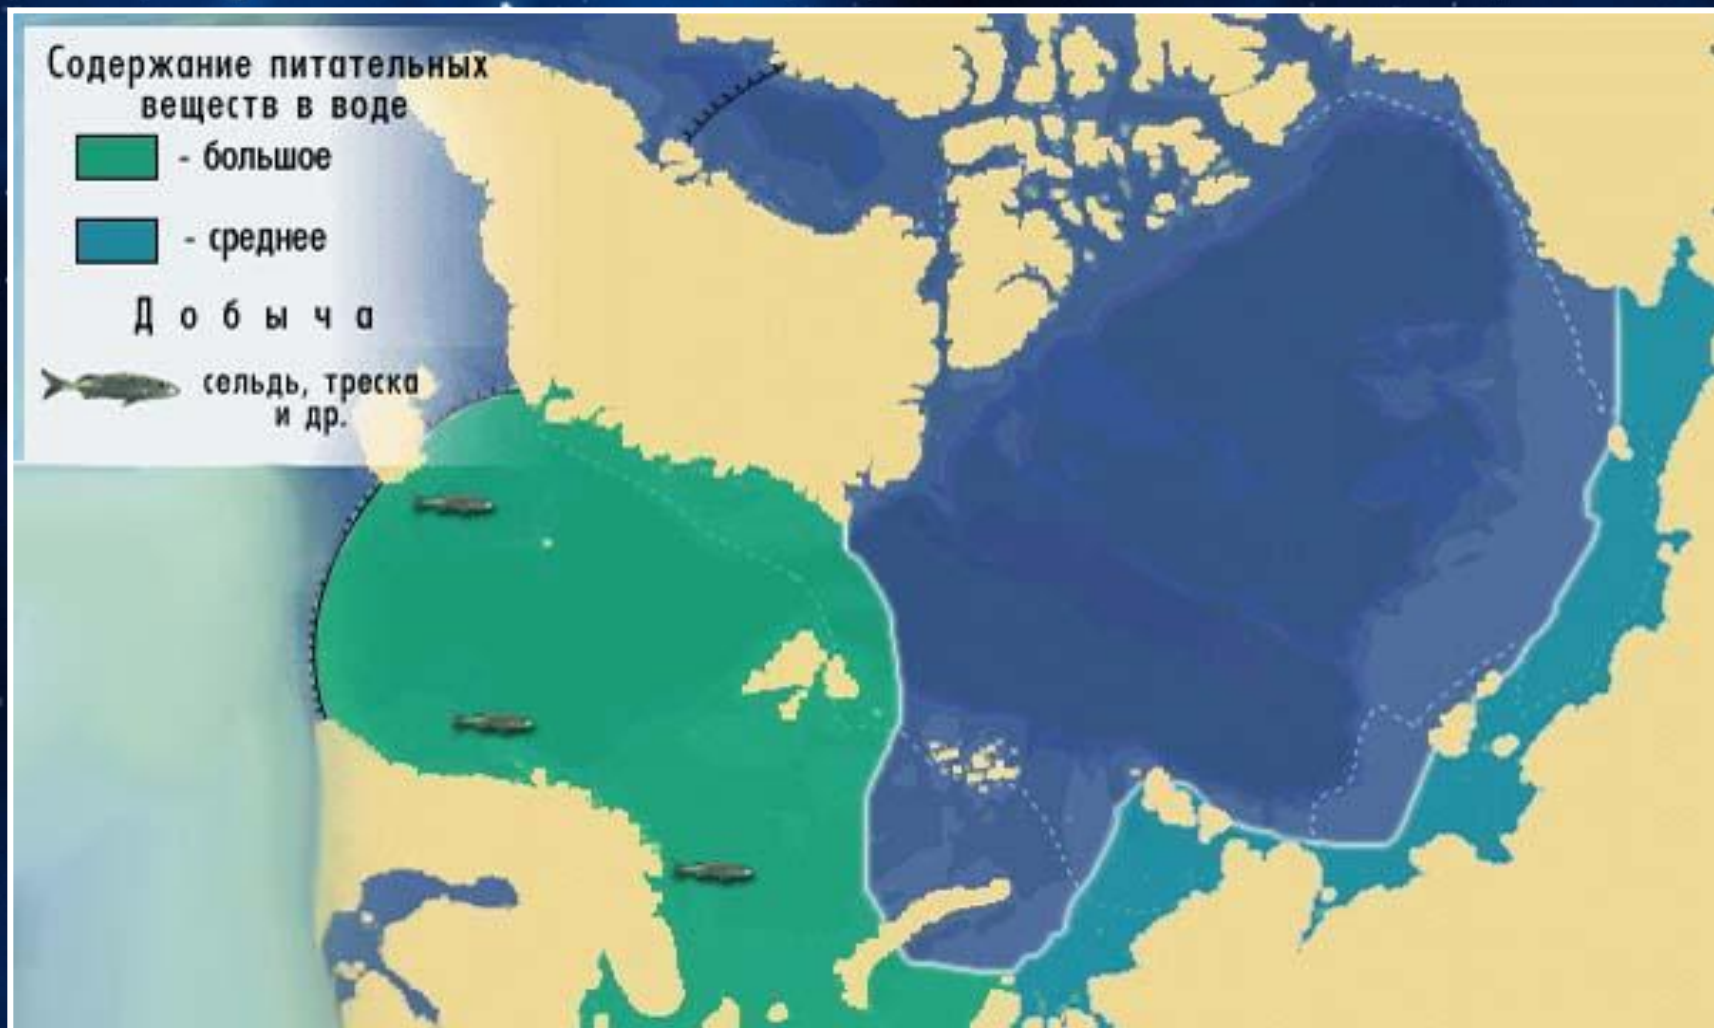 Содержание питательных
веществ в воде
- большое
- среднее
Д о б ы ч а
сельдь, треска
и др.